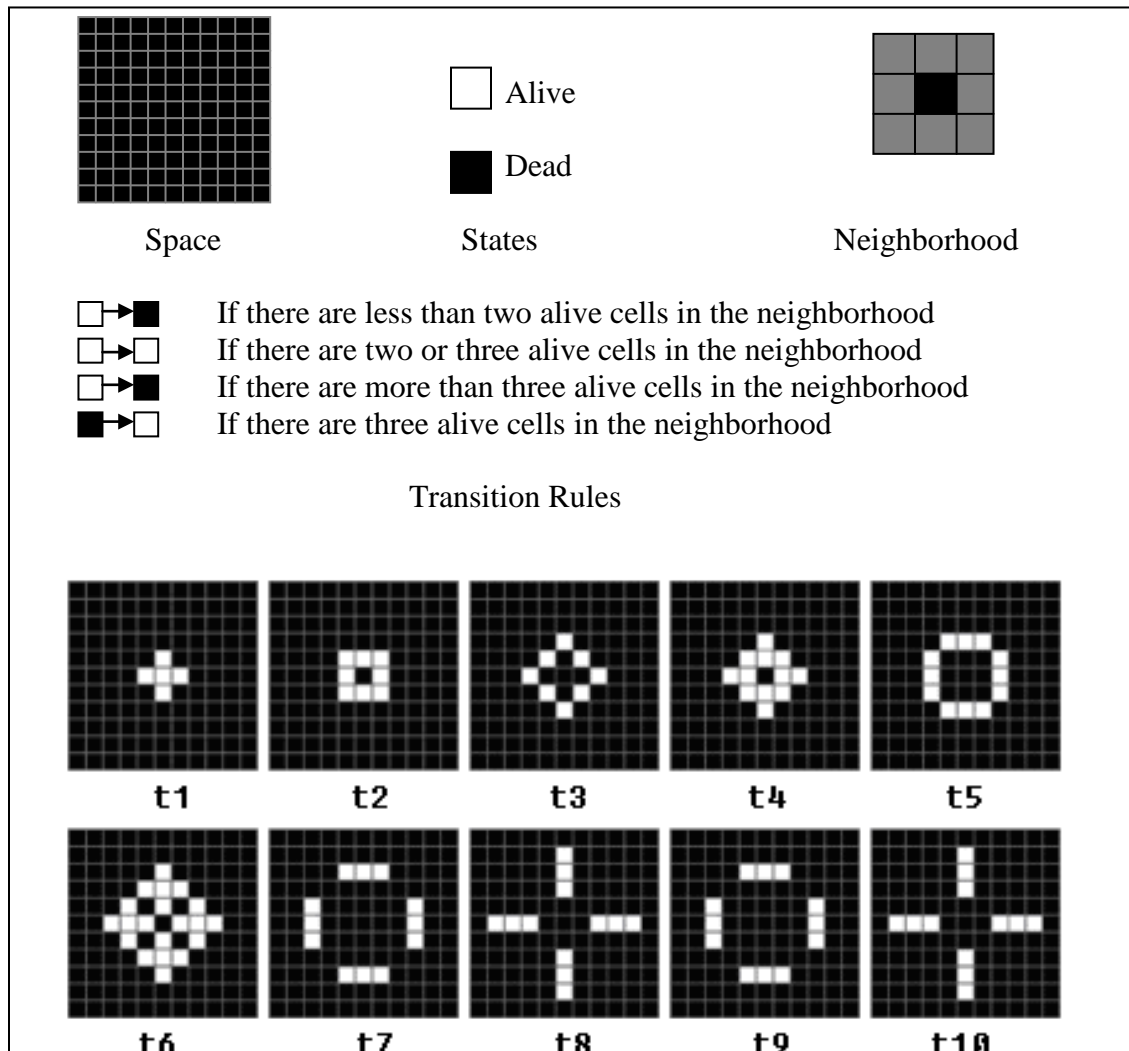 Alive
Dead
Space States Neighborhood
If there are less than two alive cells in the neighborhood
If there are two or three alive cells in the neighborhood
If there are more than three alive cells in the neighborhood
If there are three alive cells in the neighborhood
Transition Rules
t1 t2 t3 t4 t5
t6 t7 t8 t9 t10